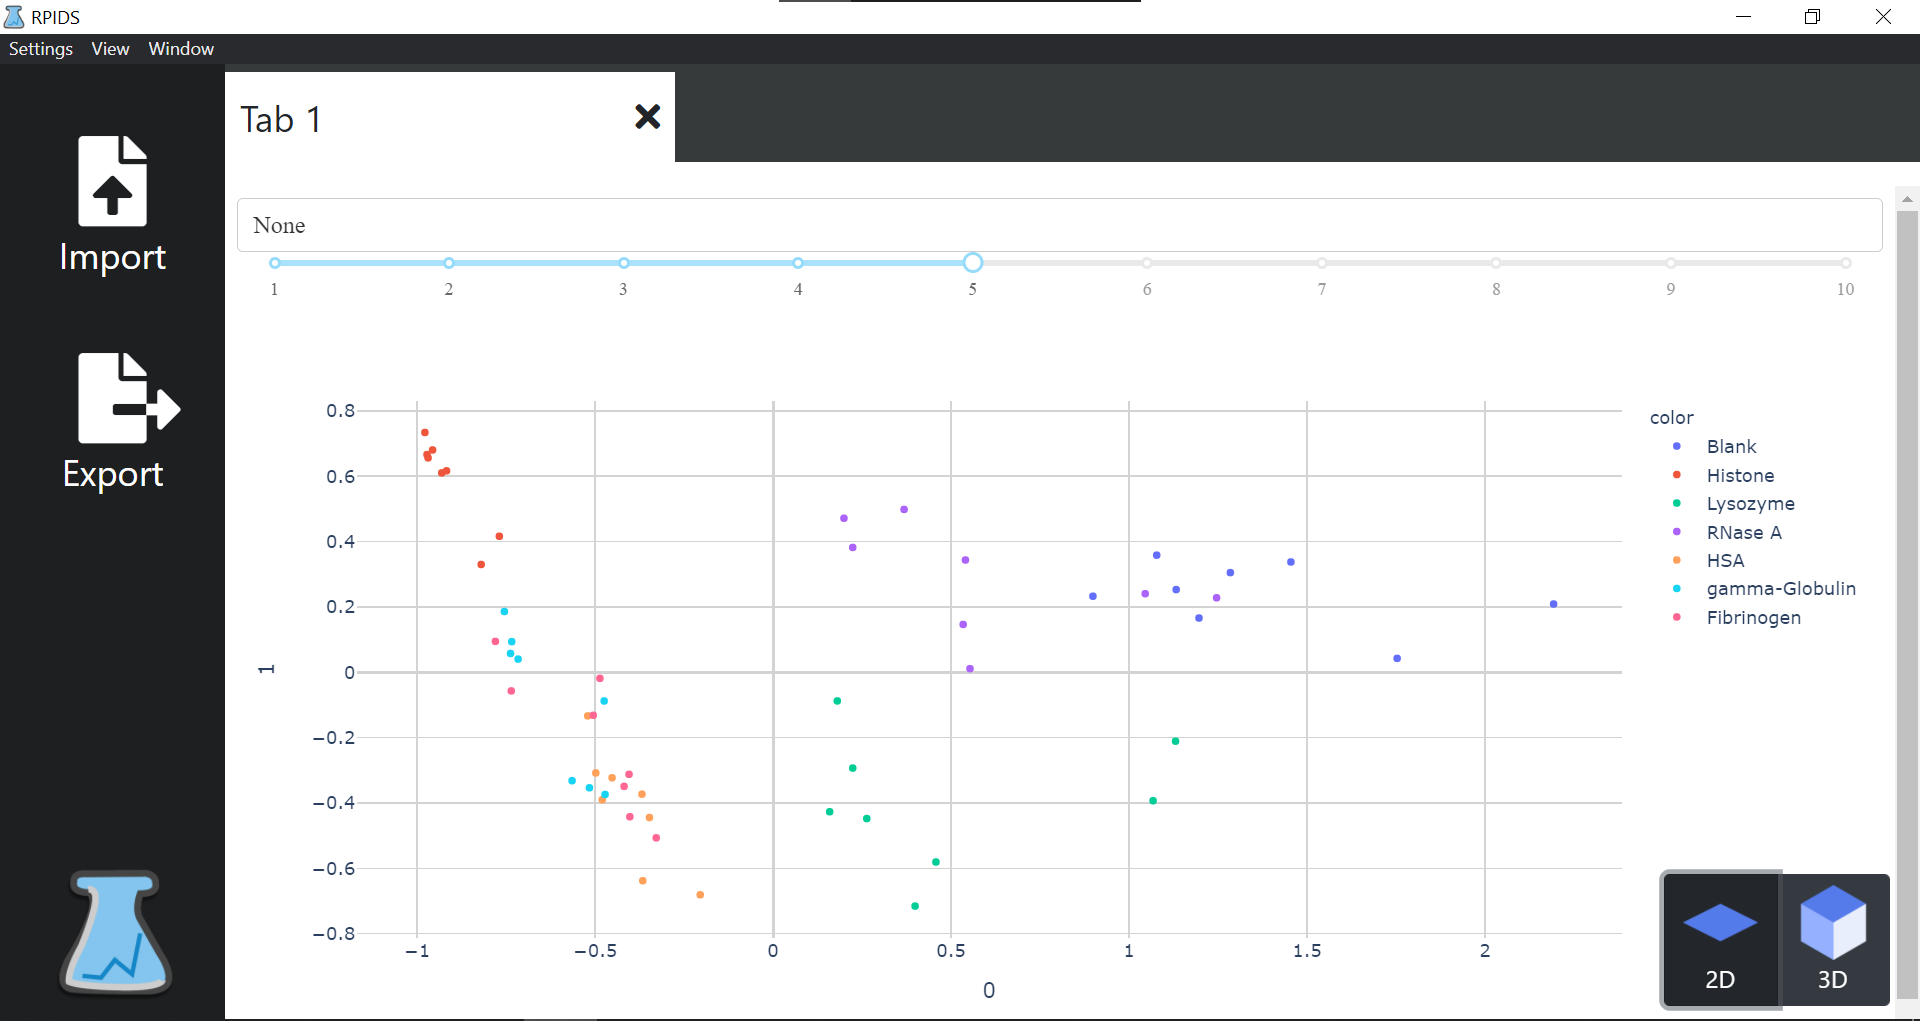 RPIDS
Settings View Window
Tab 1
Import
Export
None
1 2 3 4 5 6 7 8 9 10
0.8
0.6
0.4
0.2
0
−0.2
−0.4
−0.6
−0.8
1
−1 −0.5 0 0.5 1 1.5 2
0
color
Blank
Histone
Lysozyme
RNase A
HSA
gamma-Globulin
Fibrinogen
2D 3D